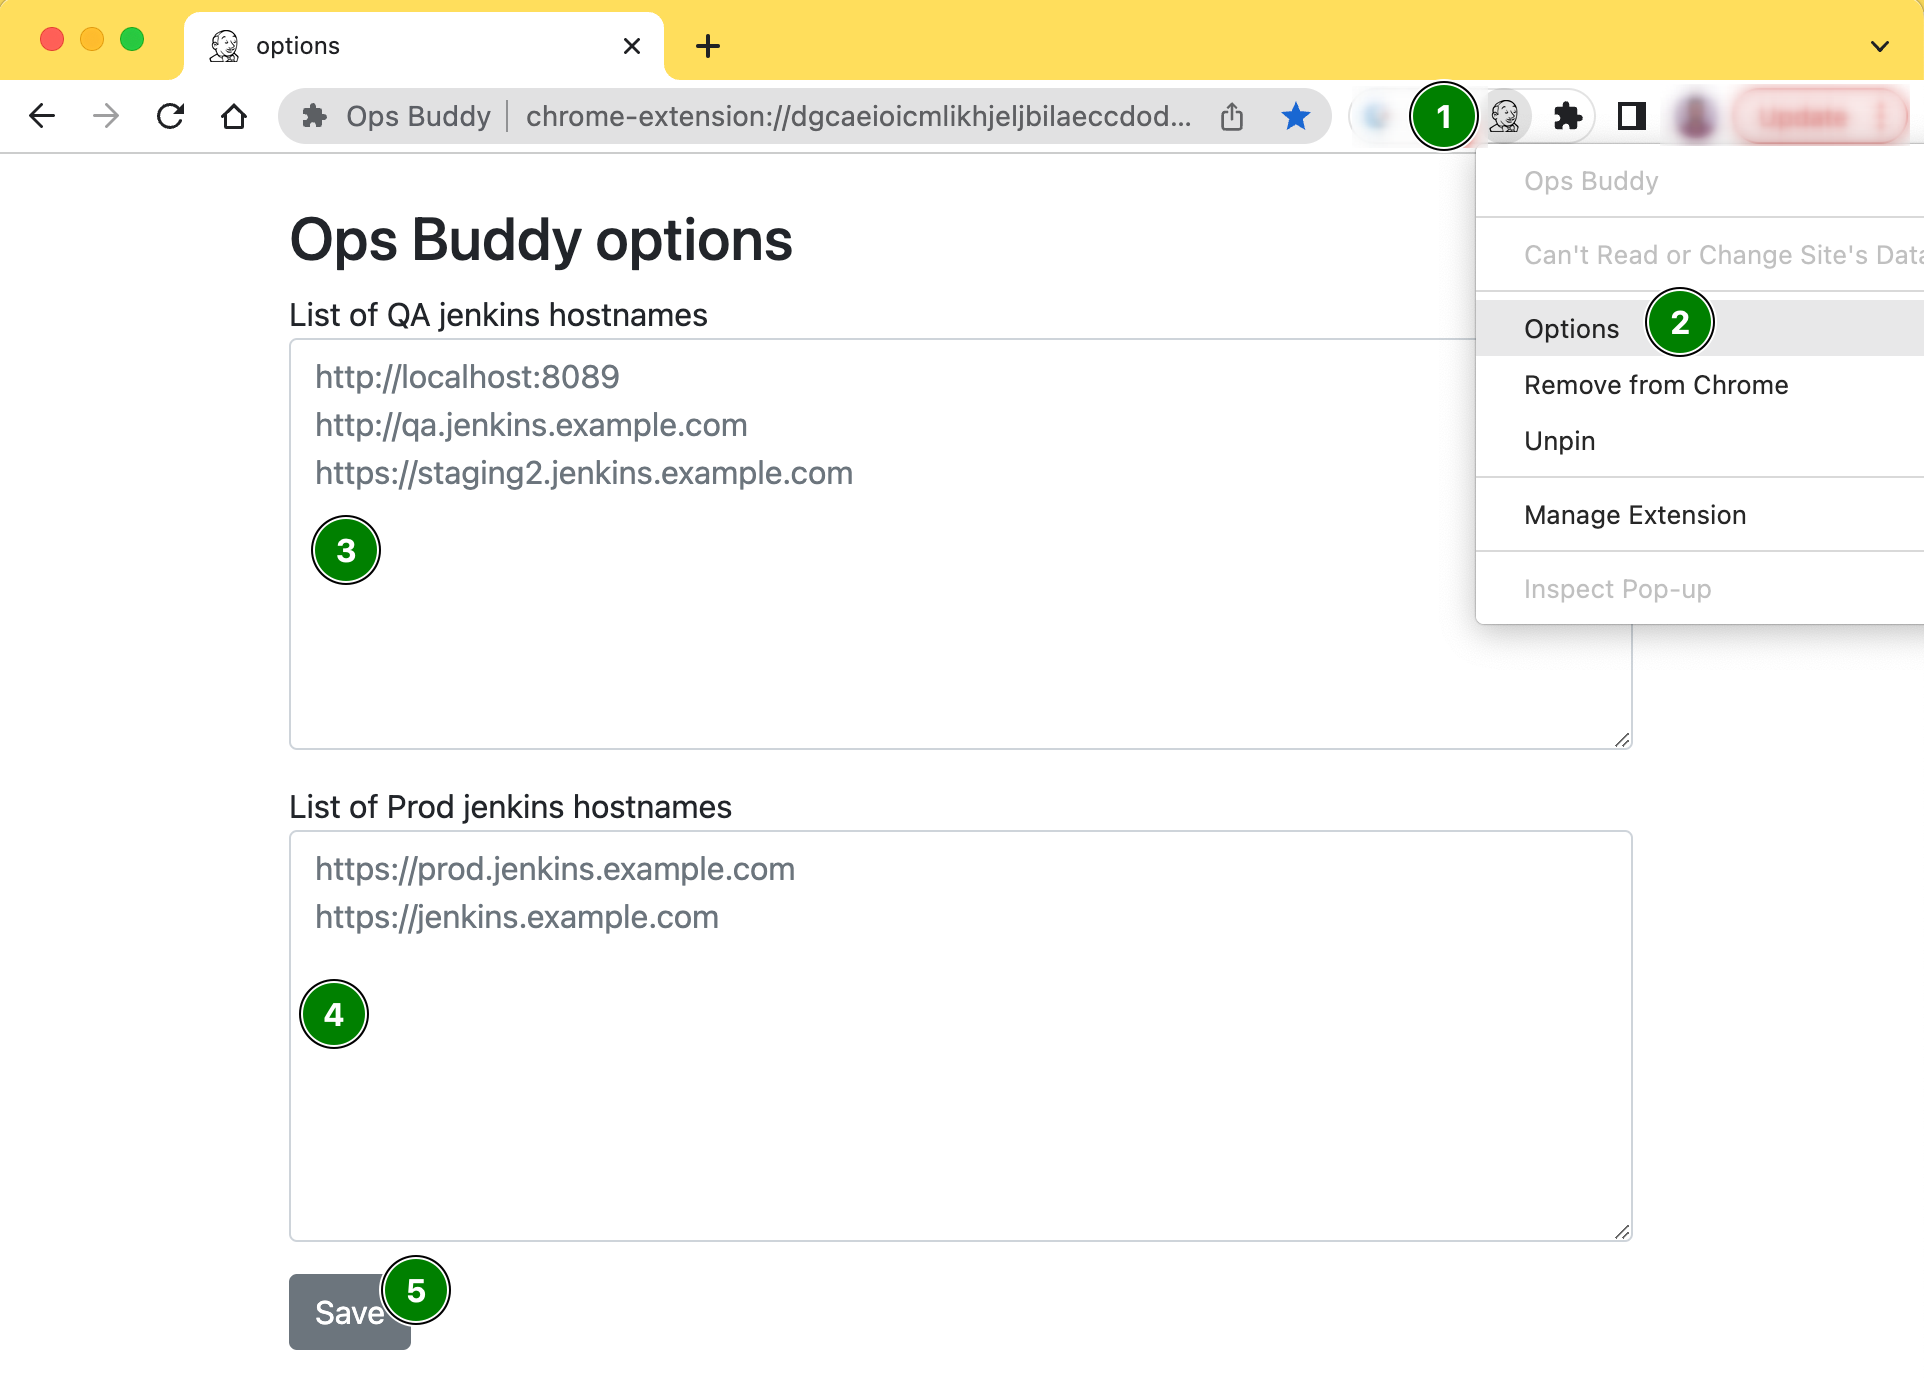 options
Ops Buddy
chrome-extension://dgcaeioicmlikhjeljbilaeccdod...
1
Update
Ops Buddy
Can't Read or Change Site's Data
Options
2
Remove from Chrome
Unpin
Manage Extension
Inspect Pop-up
Ops Buddy options
List of QA jenkins hostnames
http://localhost:8089
http://qa.jenkins.example.com
https://staging2.jenkins.example.com
3
List of Prod jenkins hostnames
https://prod.jenkins.example.com
https://jenkins.example.com
4
Save
5